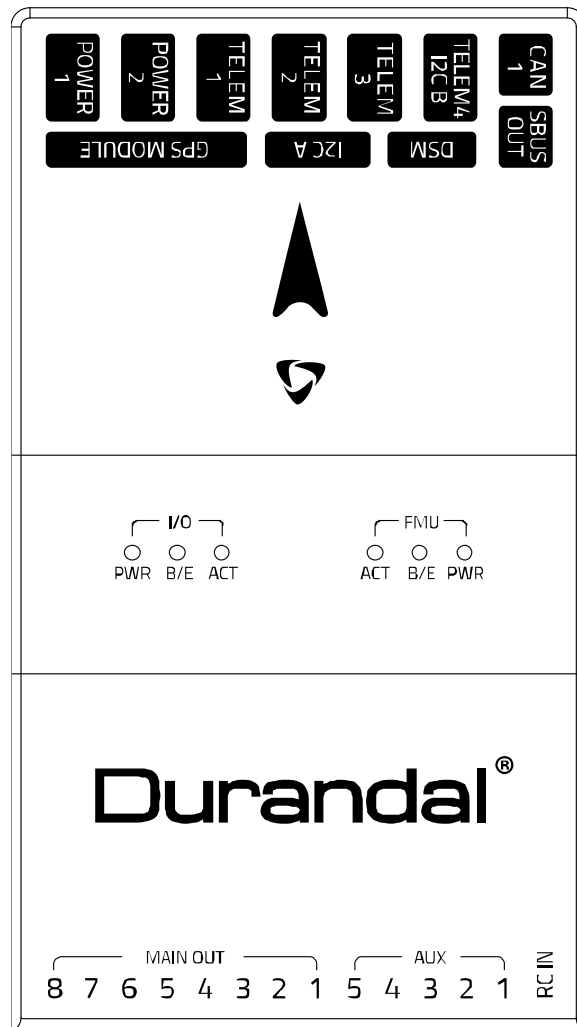 POWER 1
POWER 2
TELEM 1
TELEM 2
TELEM 3
TELEM4 I2C B
CAN 1
GPS MODULE
I2C A
DSM
SBUS OUT
I/O
FMU
PWR B/E ACT
ACT B/E PWR
Durandal®
MAIN OUT
AUX
RC IN
8 7 6 5 4 3 2 1
5 4 3 2 1